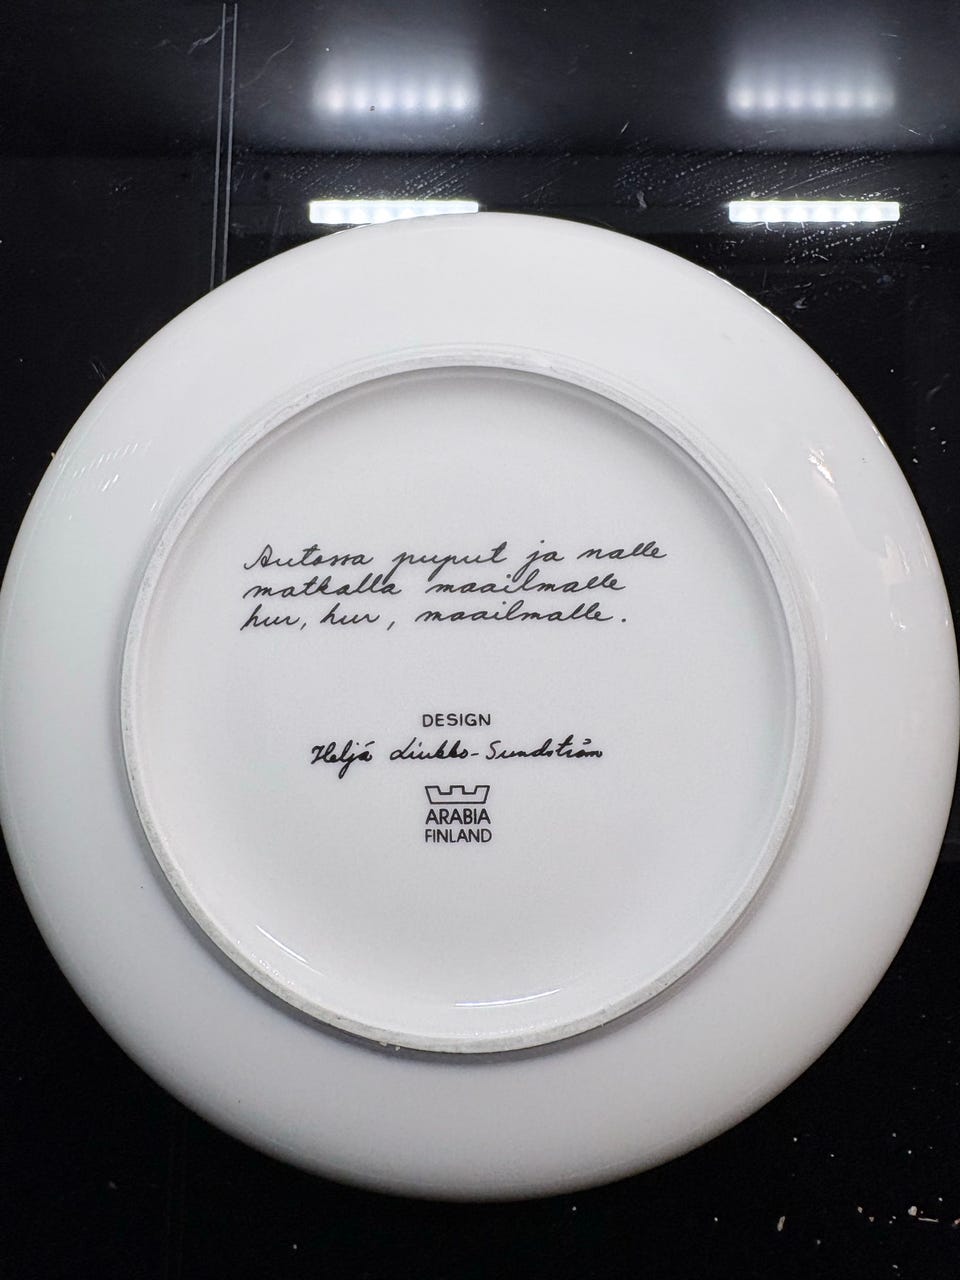 Autossa puput ja nalle
matkalla maailmalle
hur, hur, maailmalle.
DESIGN
Heljä Liukko-Sundström
ARABIA
FINLAND